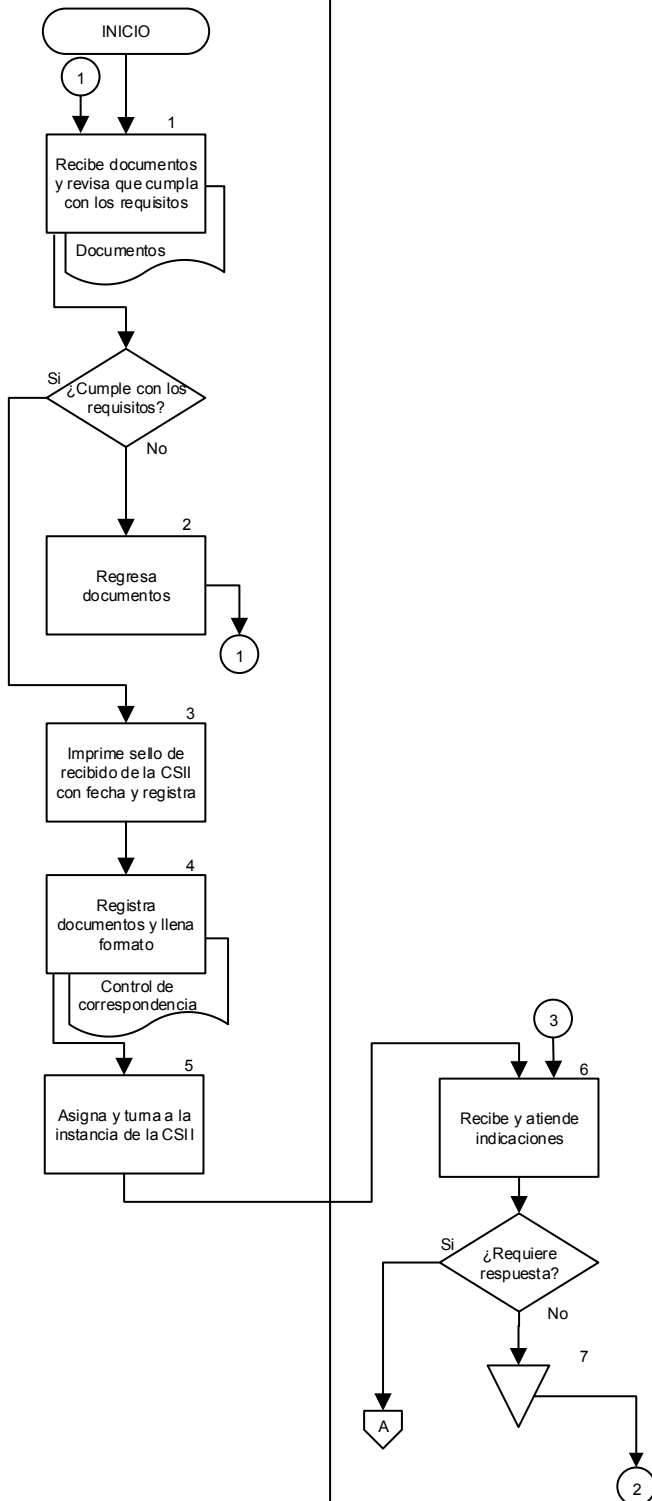 INICIO
1
1
Recibe documentos
y revisa que cumpla
con los requisitos
Documentos
Si
¿Cumple con los
requisitos?
No
2
Regresa
documentos
1
3
Imprime sello de
recibido de la CSII
con fecha y registra
4
Registra
documentos y llena
formato
Control de
correspondencia
5
Asigna y turna a la
instancia de la CSII
3
6
Recibe y atiende
indicaciones
Si
¿Requiere
respuesta?
No
7
A
2